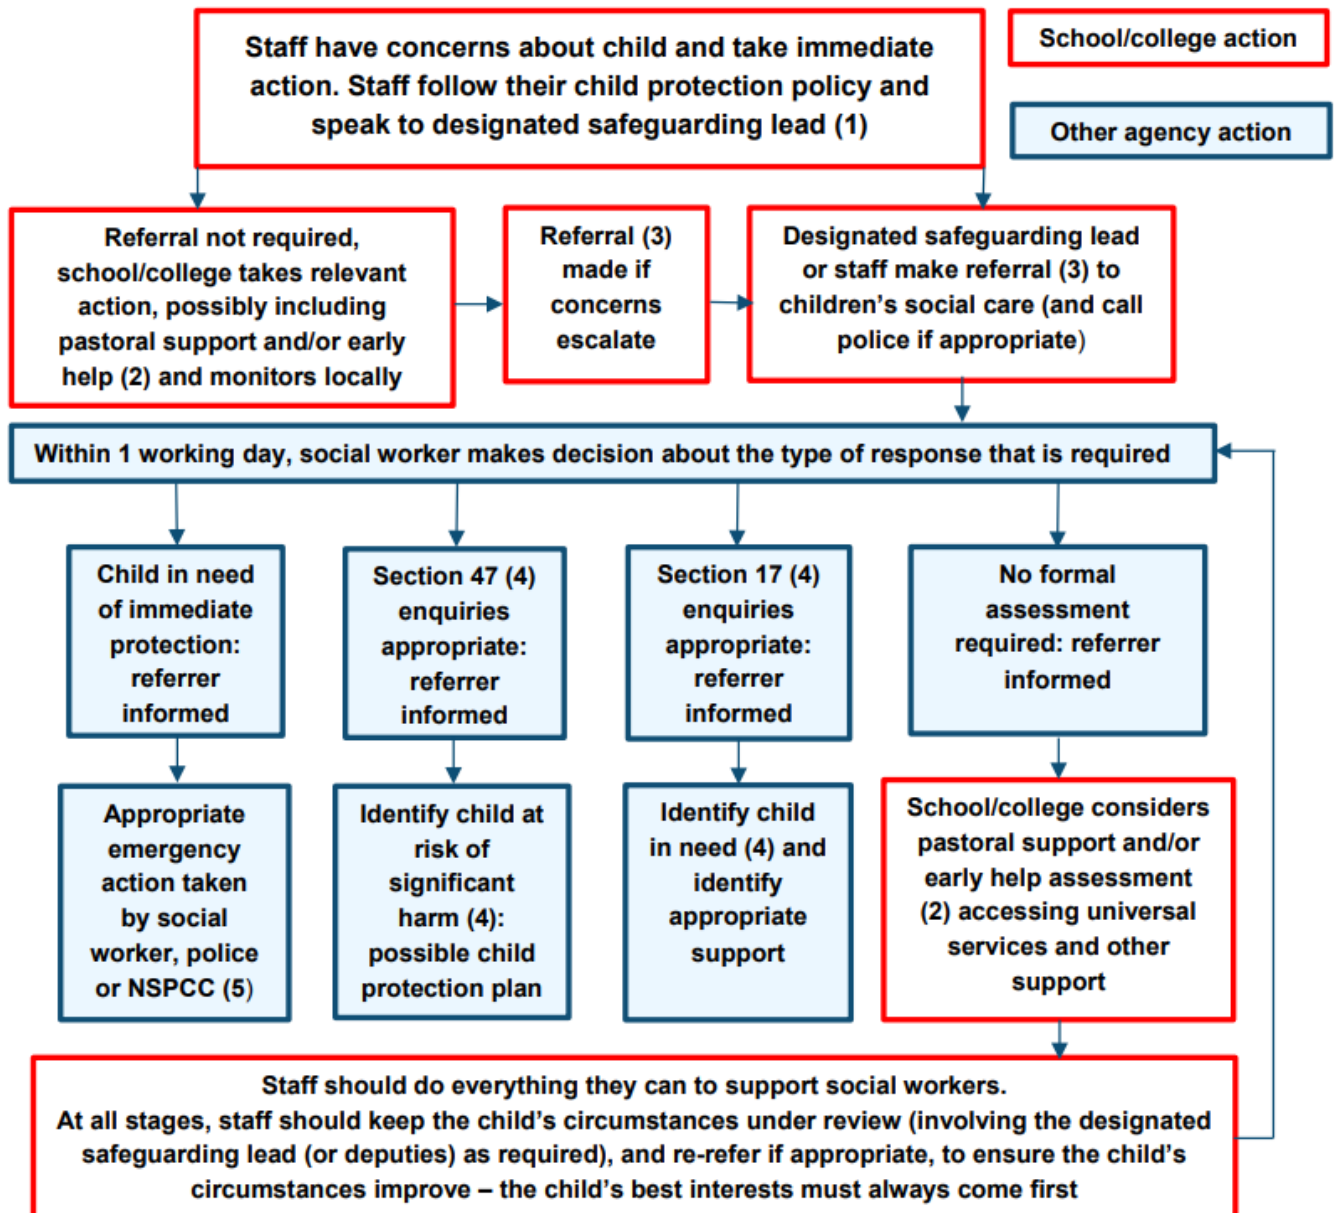 Staff have concerns about child and take immediate
action. Staff follow their child protection policy and
speak to designated safeguarding lead (1)
School/college action
Other agency action
Referral not required,
school/college takes relevant
action, possibly including
pastoral support and/or early
help (2) and monitors locally
Referral (3)
made if
concerns
escalate
Designated safeguarding lead
or staff make referral (3) to
children’s social care (and call
police if appropriate)
Within 1 working day, social worker makes decision about the type of response that is required
Child in need
of immediate
protection:
referrer
informed
Section 47 (4)
enquiries
appropriate:
referrer
informed
Section 17 (4)
enquiries
appropriate:
referrer
informed
No formal
assessment
required: referrer
informed
Appropriate
emergency
action taken
by social
worker, police
or NSPCC (5)
Identify child at
risk of
significant
harm (4):
possible child
protection plan
Identify child
in need (4) and
identify
appropriate
support
School/college considers
pastoral support and/or
early help assessment
(2) accessing universal
services and other
support
Staff should do everything they can to support social workers.
At all stages, staff should keep the child’s circumstances under review (involving the designated
safeguarding lead (or deputies) as required), and re-refer if appropriate, to ensure the child’s
circumstances improve – the child’s best interests must always come first